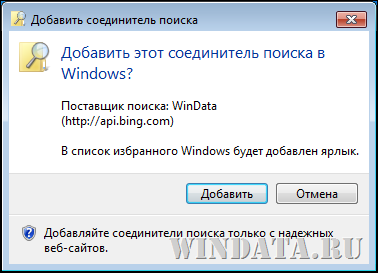 Добавить соединитель поиска
Добавить этот соединитель поиска в
Windows?
Поставщик поиска: WinData
(http://api.bing.com)
В список избранного Windows будет добавлен ярлык.
Добавить
Отмена
Добавляйте соединители поиска только с надежных
веб-сайтов.
WINDATA.RU